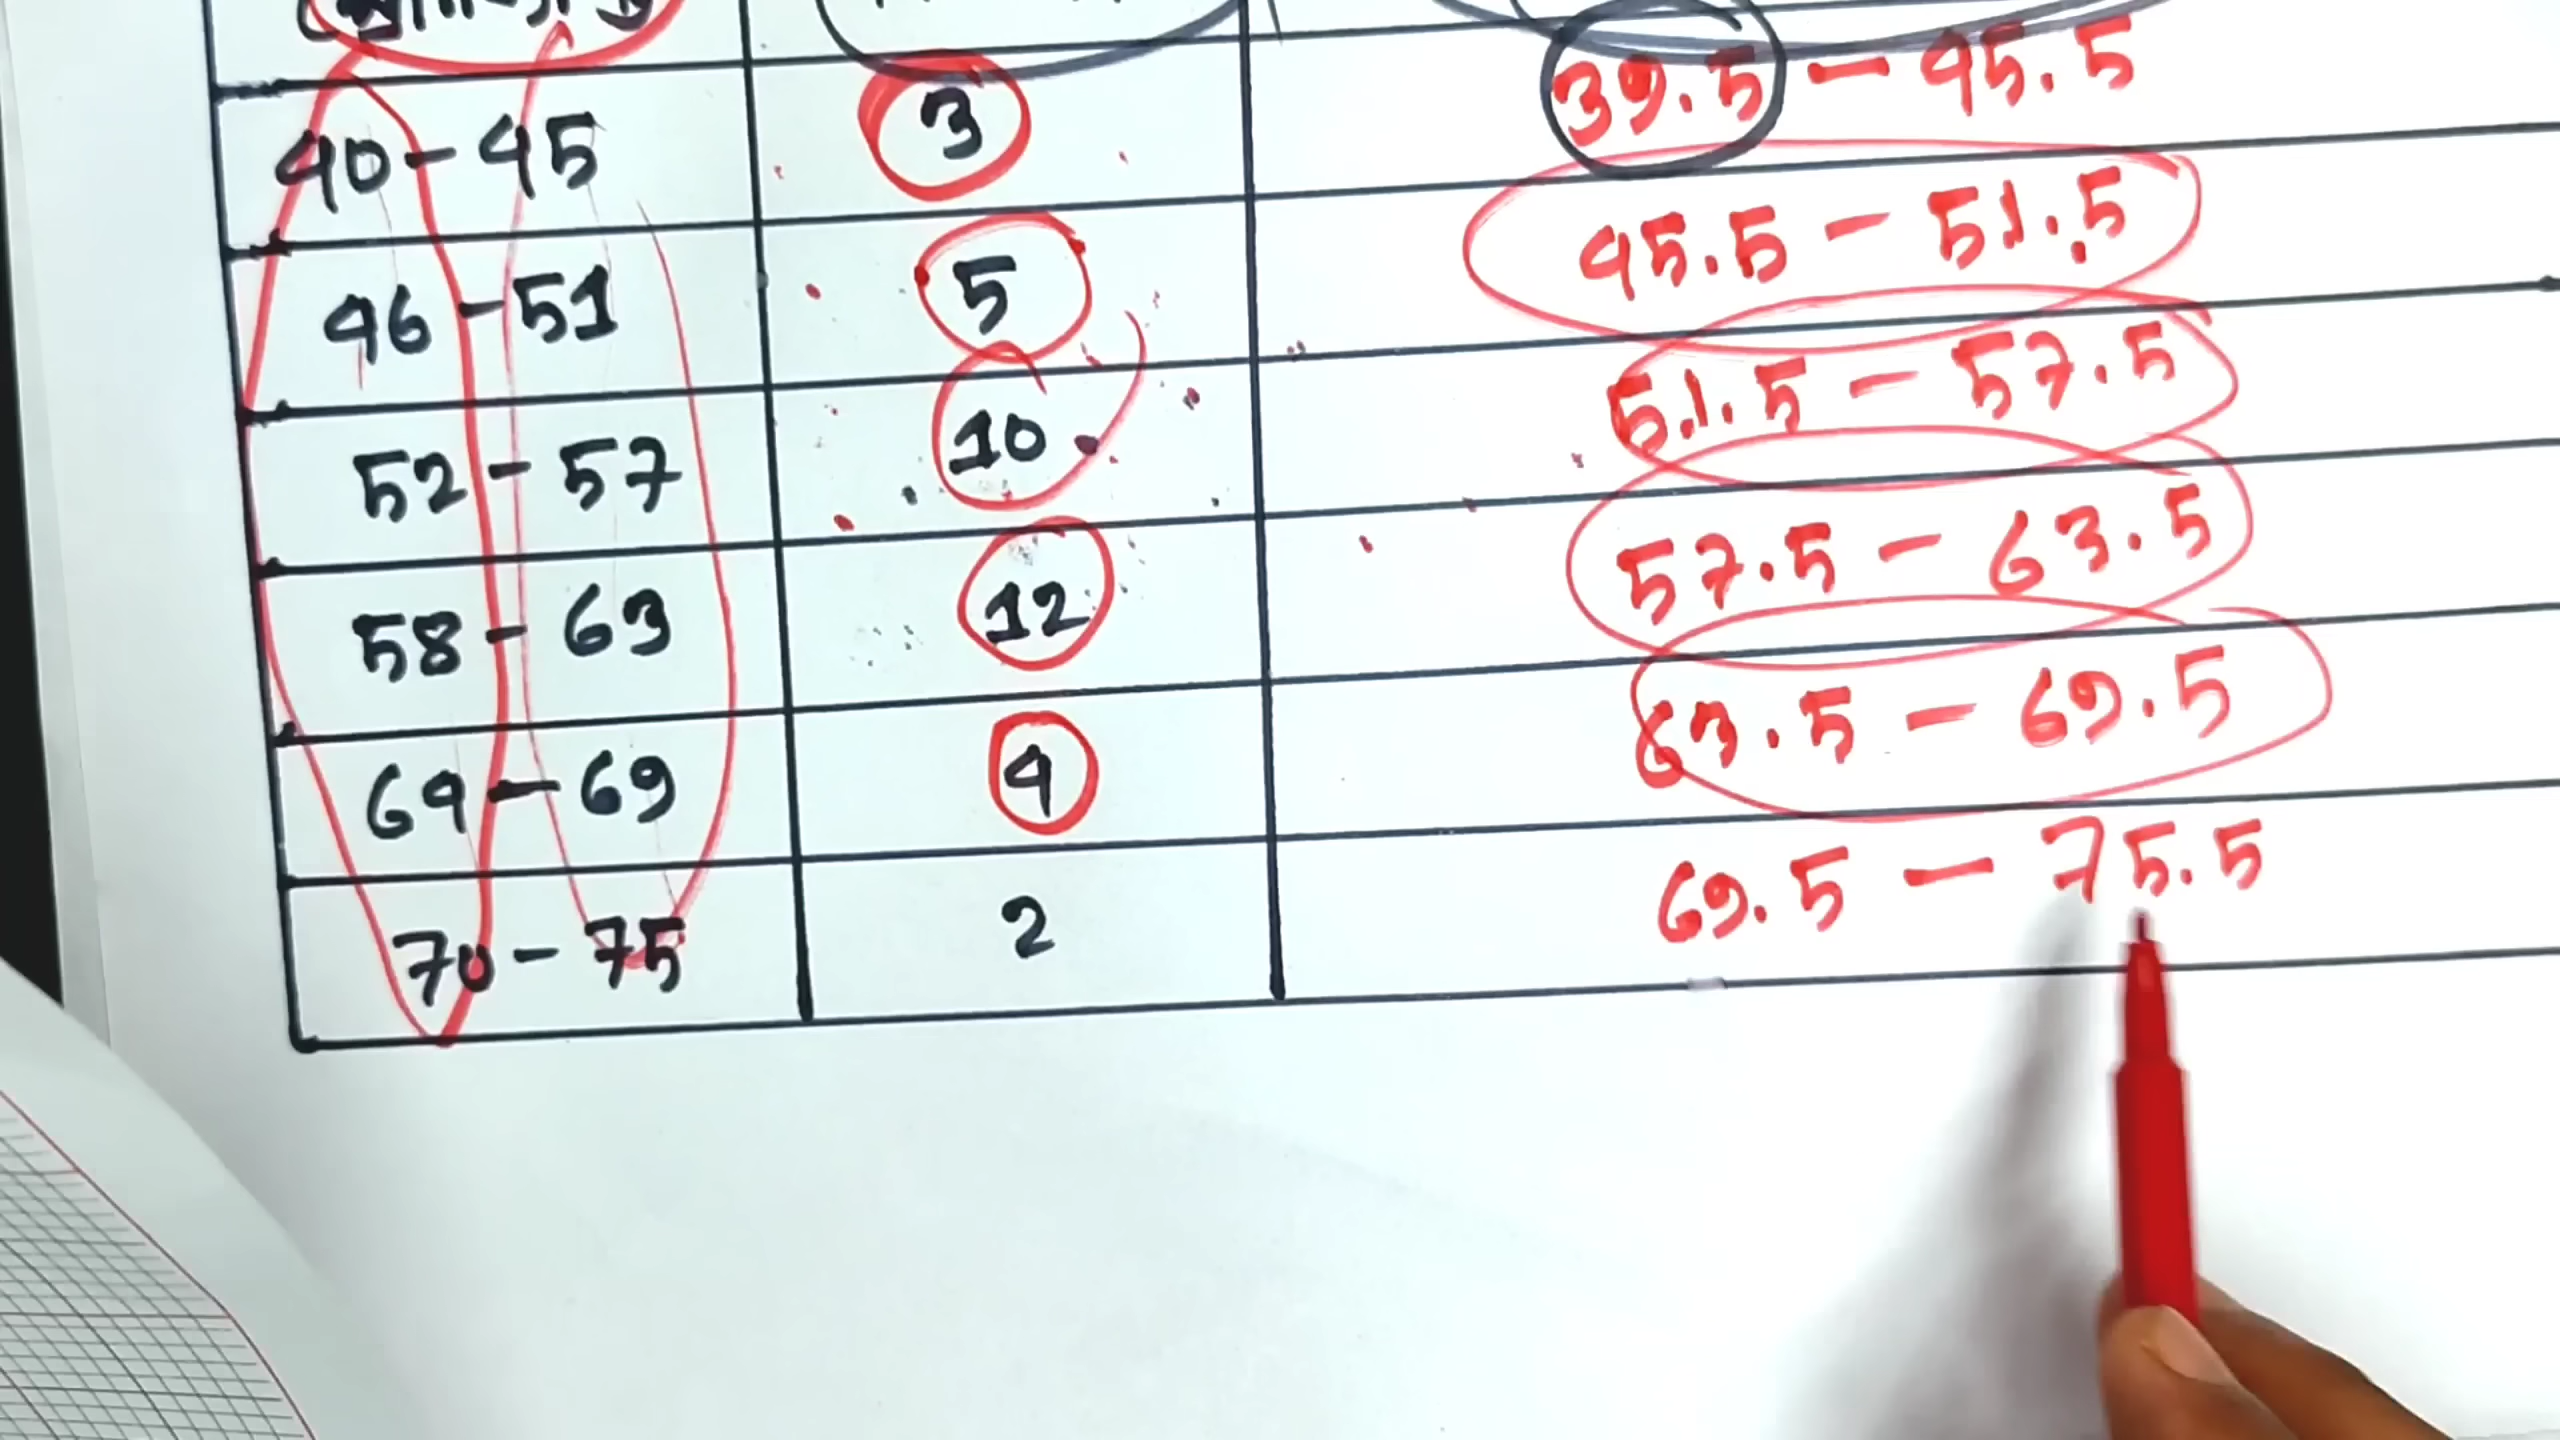 40 - 45 3 39.5 - 45.5
46 - 51 5 45.5 - 51.5
52 - 57 10 51.5 - 57.5
58 - 63 12 57.5 - 63.5
64 - 69 4 63.5 - 69.5
70 - 75 2 69.5 - 75.5